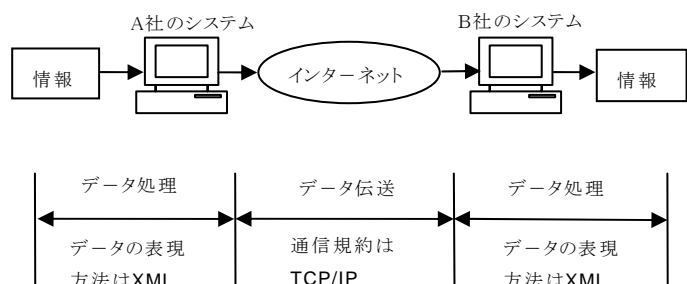 A社のシステム
B社のシステム
情報
インターネット
情報
データ処理
データ伝送
データ処理
データの表現
方法はXML
通信規約は
TCP/IP
データの表現
方法はXML